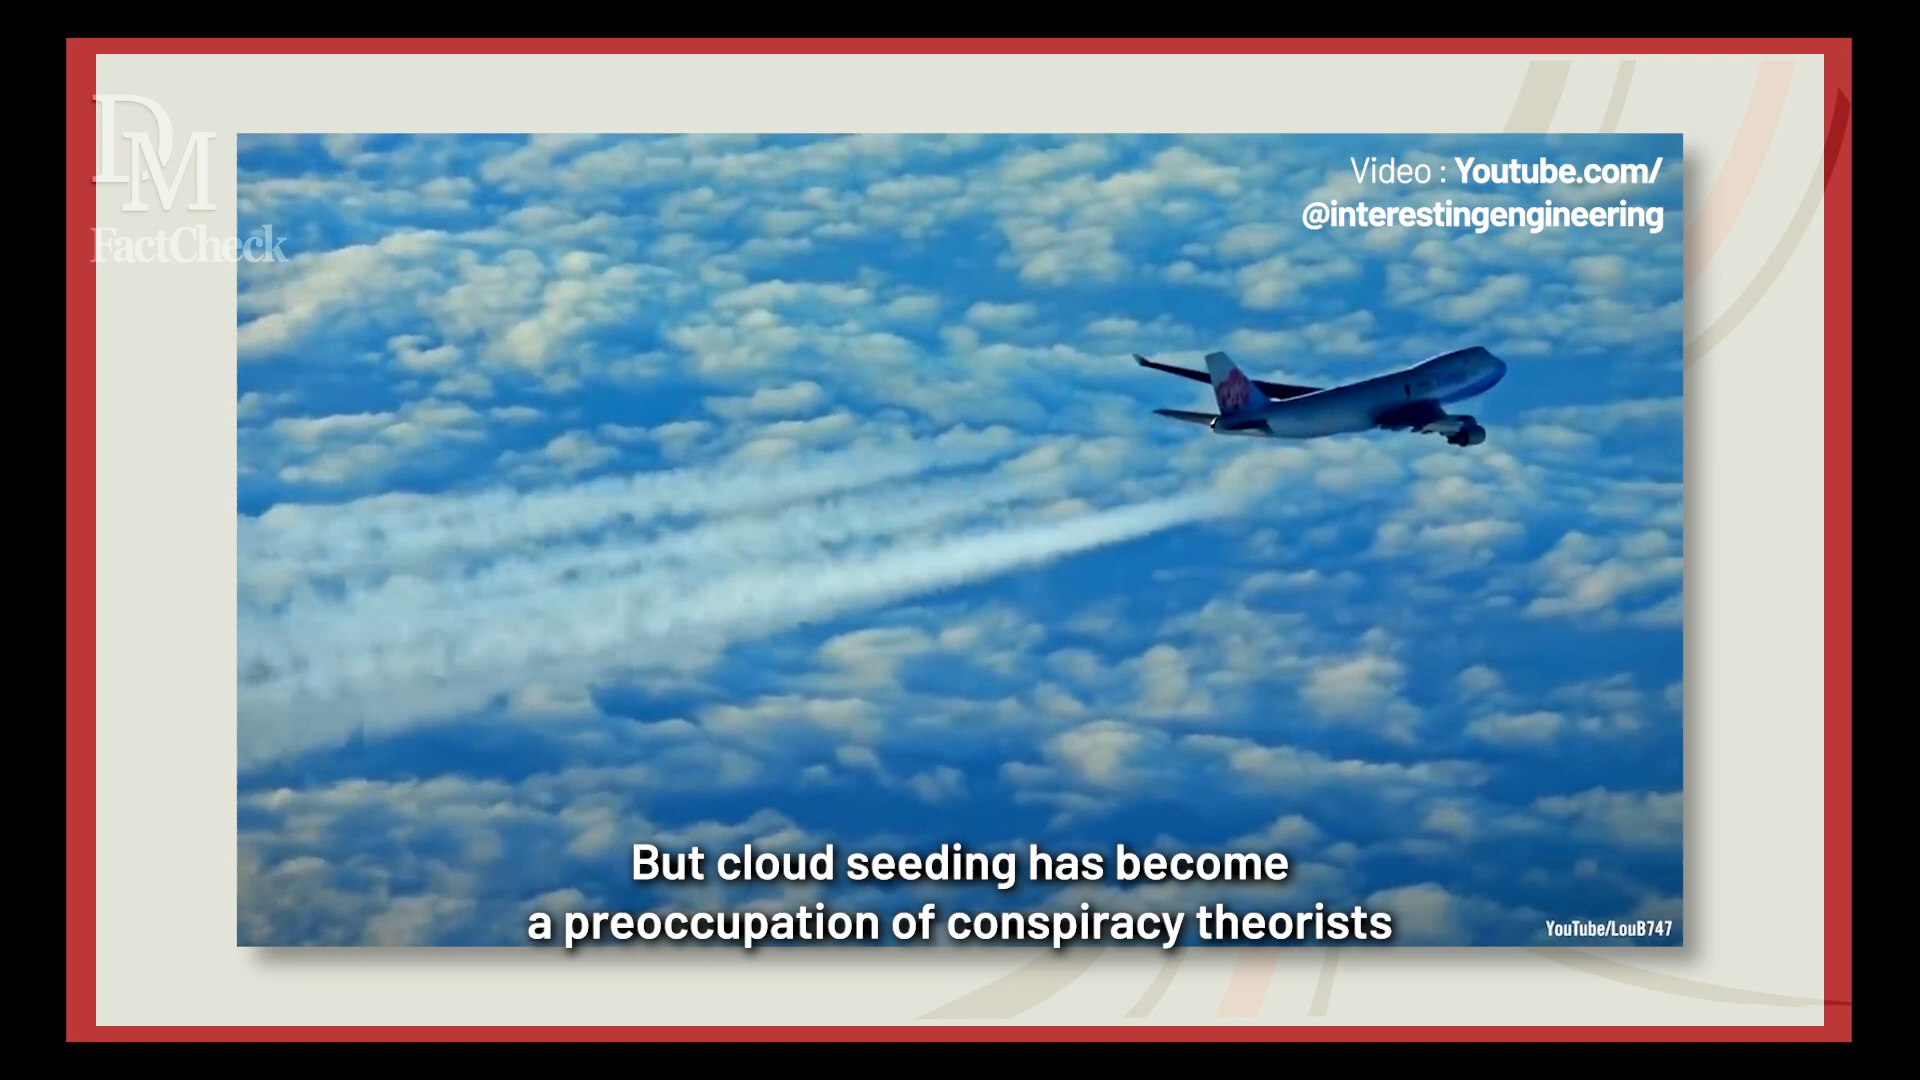 DM
FactCheck
Video : Youtube.com/
@interestingengineering
But cloud seeding has become
a preoccupation of conspiracy theorists
YouTube/LouB747